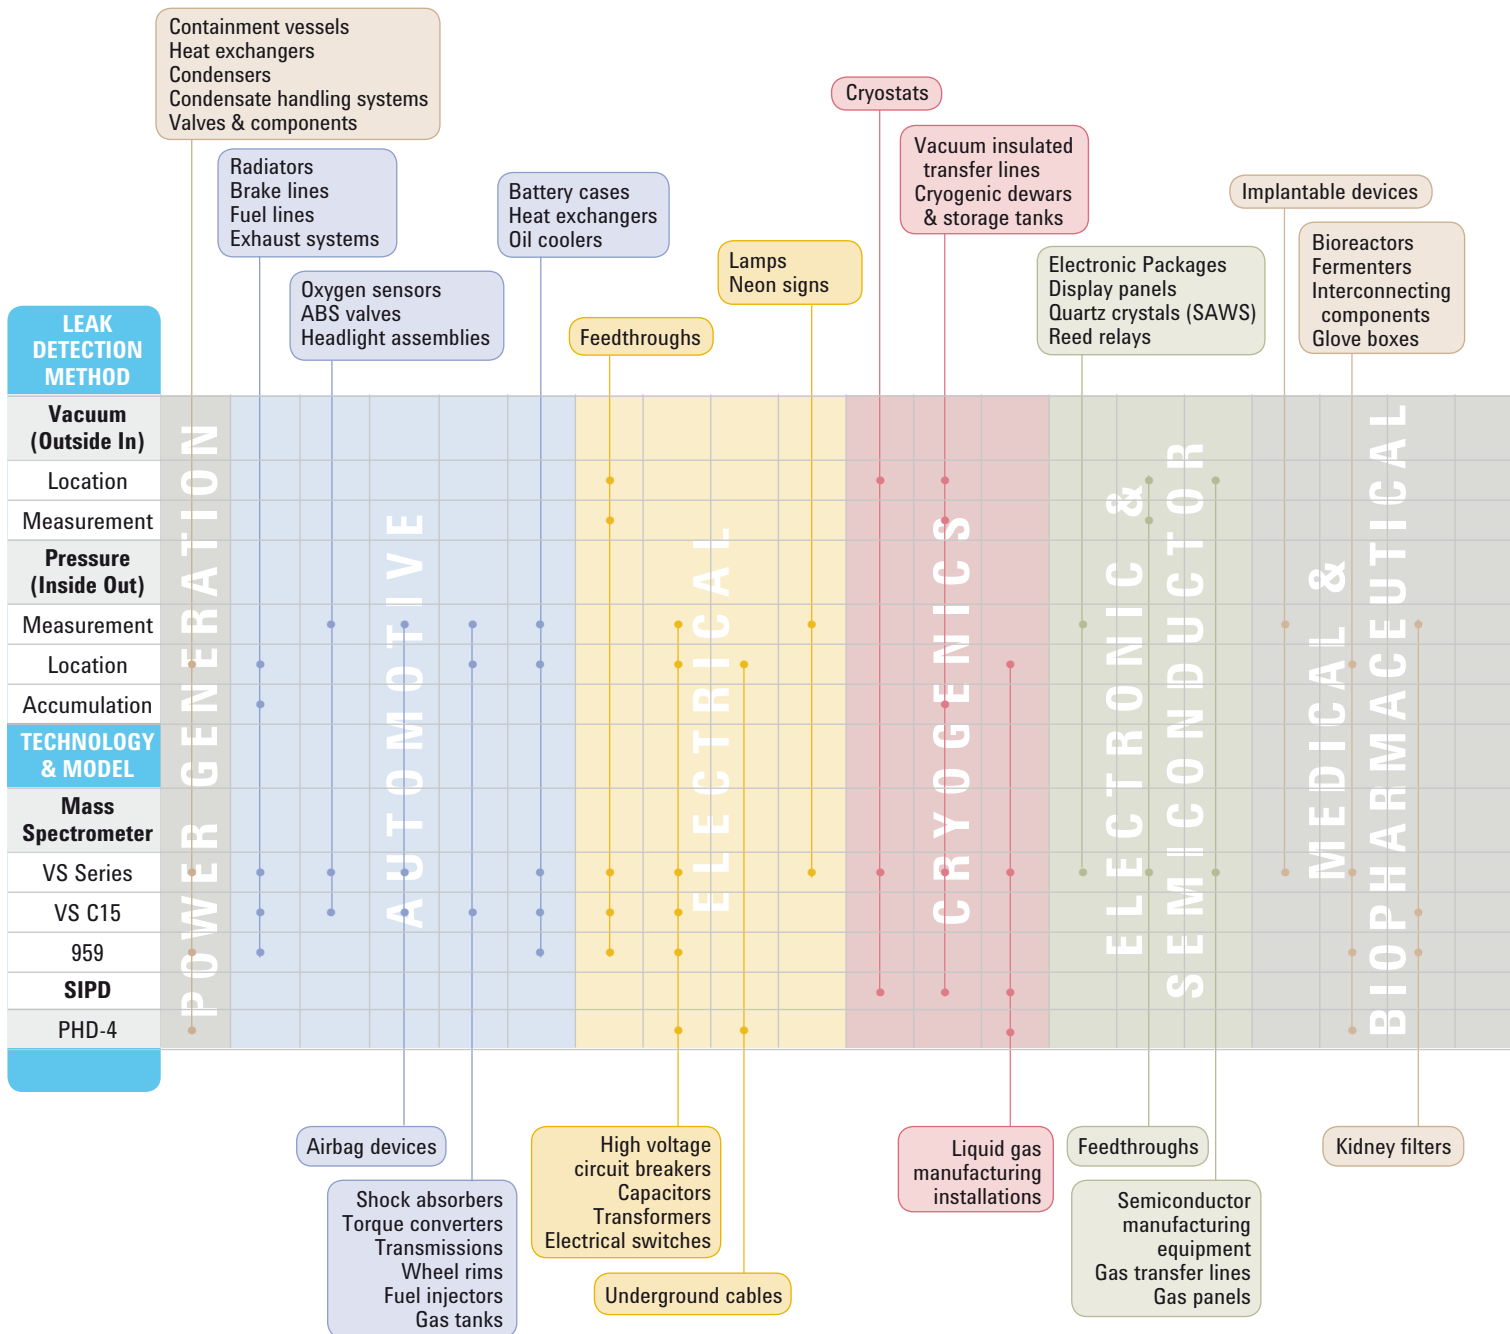 Containment vessels
Heat exchangers
Condensers
Condensate handling systems
Valves & components
Radiators
Brake lines
Fuel lines
Exhaust systems
Oxygen sensors
ABS valves
Headlight assemblies
Battery cases
Heat exchangers
Oil coolers
Feedthroughs
Lamps
Neon signs
Cryostats
Vacuum insulated
transfer lines
Cryogenic dewars
& storage tanks
Electronic Packages
Display panels
Quartz crystals (SAWS)
Reed relays
Implantable devices
Bioreactors
Fermenters
Interconnecting
components
Glove boxes
LEAK
DETECTION
METHOD
Vacuum
(Outside In)
Location
Measurement
Pressure
(Inside Out)
Measurement
Location
Accumulation
TECHNOLOGY
& MODEL
Mass
Spectrometer
VS Series
VS C15
959
SIPD
PHD-4
POWER GENERATION
AUTOMOTIVE
ELECTRICAL
CRYOGENICS
ELECTRONIC &
SEMICONDUCTOR
MEDICAL &
BIOPHARMACEUTICAL
Airbag devices
Shock absorbers
Torque converters
Transmissions
Wheel rims
Fuel injectors
Gas tanks
High voltage
circuit breakers
Capacitors
Transformers
Electrical switches
Underground cables
Liquid gas
manufacturing
installations
Feedthroughs
Semiconductor
manufacturing
equipment
Gas transfer lines
Gas panels
Kidney filters